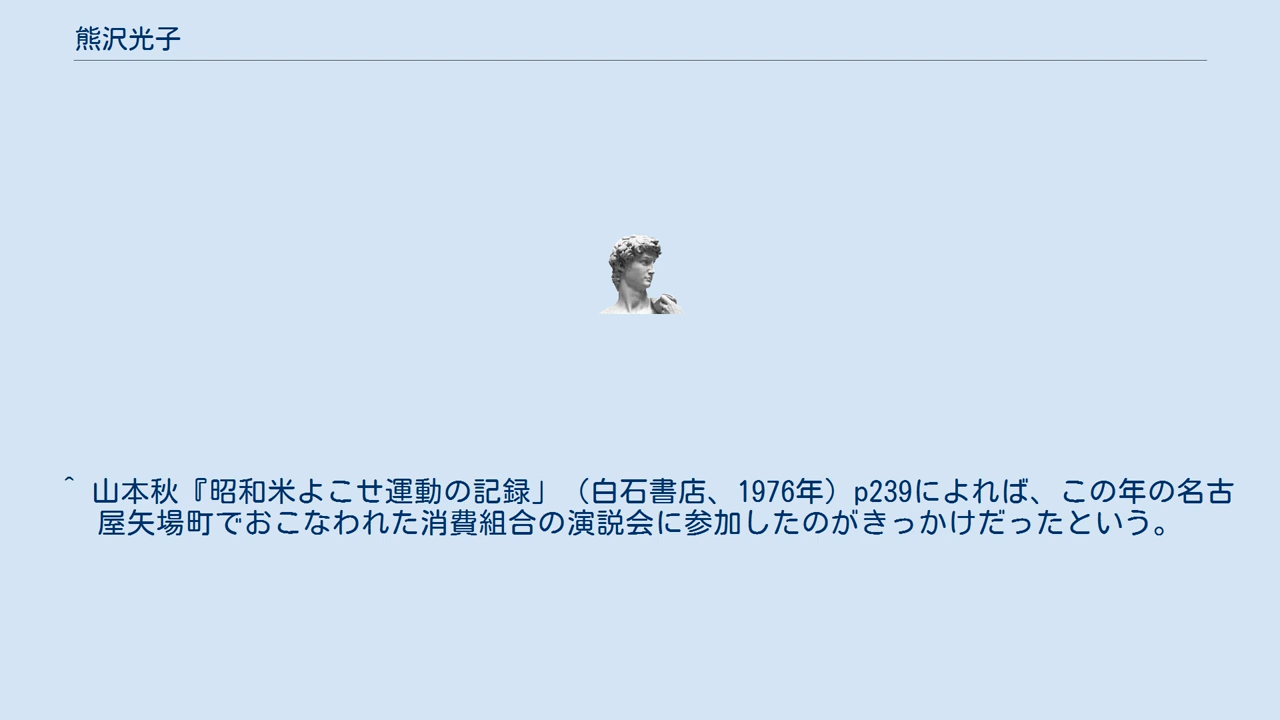 熊沢光子
^ 山本秋『昭和米よこせ運動の記録」（白石書店、1976年）p239によれば、この年の名古
屋矢場町でおこなわれた消費組合の演説会に参加したのがきっかけだったという。